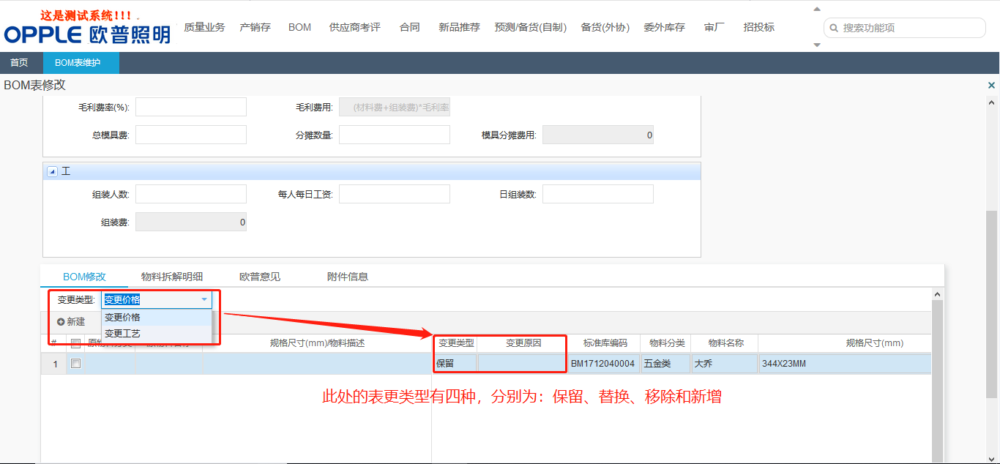 这是测试系统!!!
OPPLE 欧普照明
质量业务 产销存 BOM 供应商考评 合同 新品推荐 预测/备货(自制) 备货(外协) 委外库存 审厂 招投标
搜索功能项
首页 BOM表维护
BOM表修改
毛利费率(%): 毛利费用: (材料费+组装费)*毛利率
总模具费: 分摊数量: 模具分摊费用: 0
工
组装人数: 每人每日工资: 日组装数:
组装费: 0
BOM修改 物料拆解明细 欧普意见 附件信息
变更类型: 变更价格
变更价格
新建
变更工艺
# 规格尺寸(mm)/物料描述 变更类型 变更原因 标准库编码 物料分类 物料名称 规格尺寸(mm)
1 保留 BM1712040004 五金类 大乔 344X23MM
此处的表更类型有四种，分别为：保留、替换、移除和新增